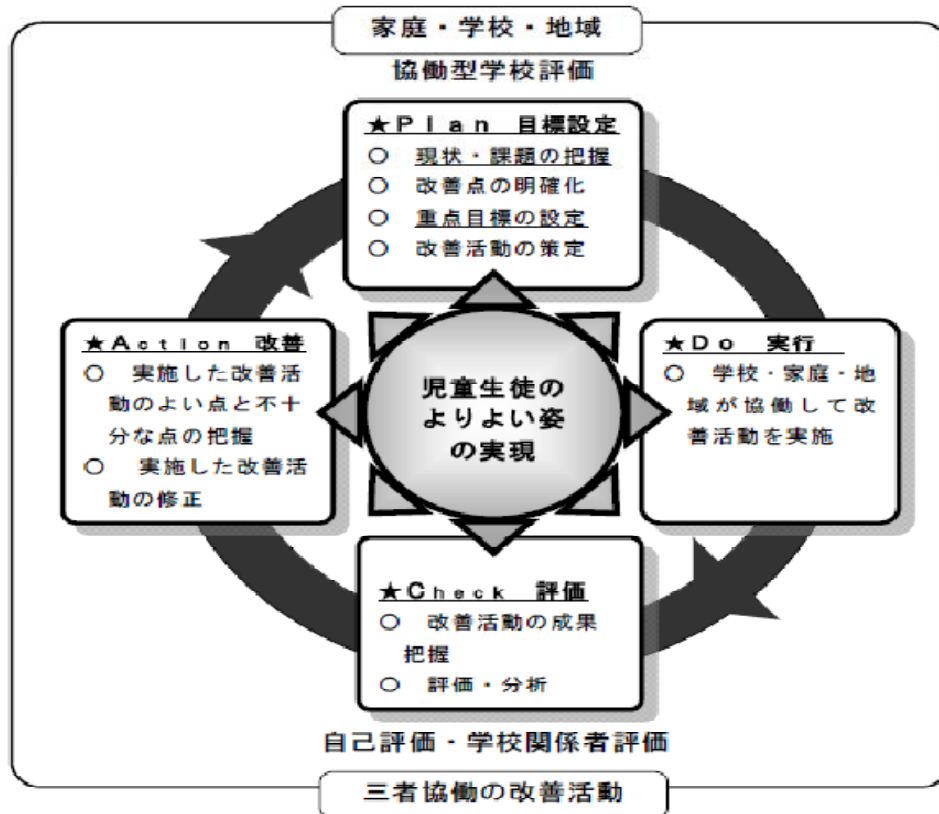 家庭・学校・地域
協働型学校評価
★Plan 目標設定
○ 現状・課題の把握
○ 改善点の明確化
○ 重点目標の設定
○ 改善活動の策定
★Action 改善
○ 実施した改善活
動のよい点と不十
分な点の把握
○ 実施した改善活
動の修正
児童生徒の
よりよい姿
の実現
★Do 実行
○ 学校・家庭・地
域が協働して改
善活動を実施
★Check 評価
○ 改善活動の成果
把握
○ 評価・分析
自己評価・学校関係者評価
三者協働の改善活動